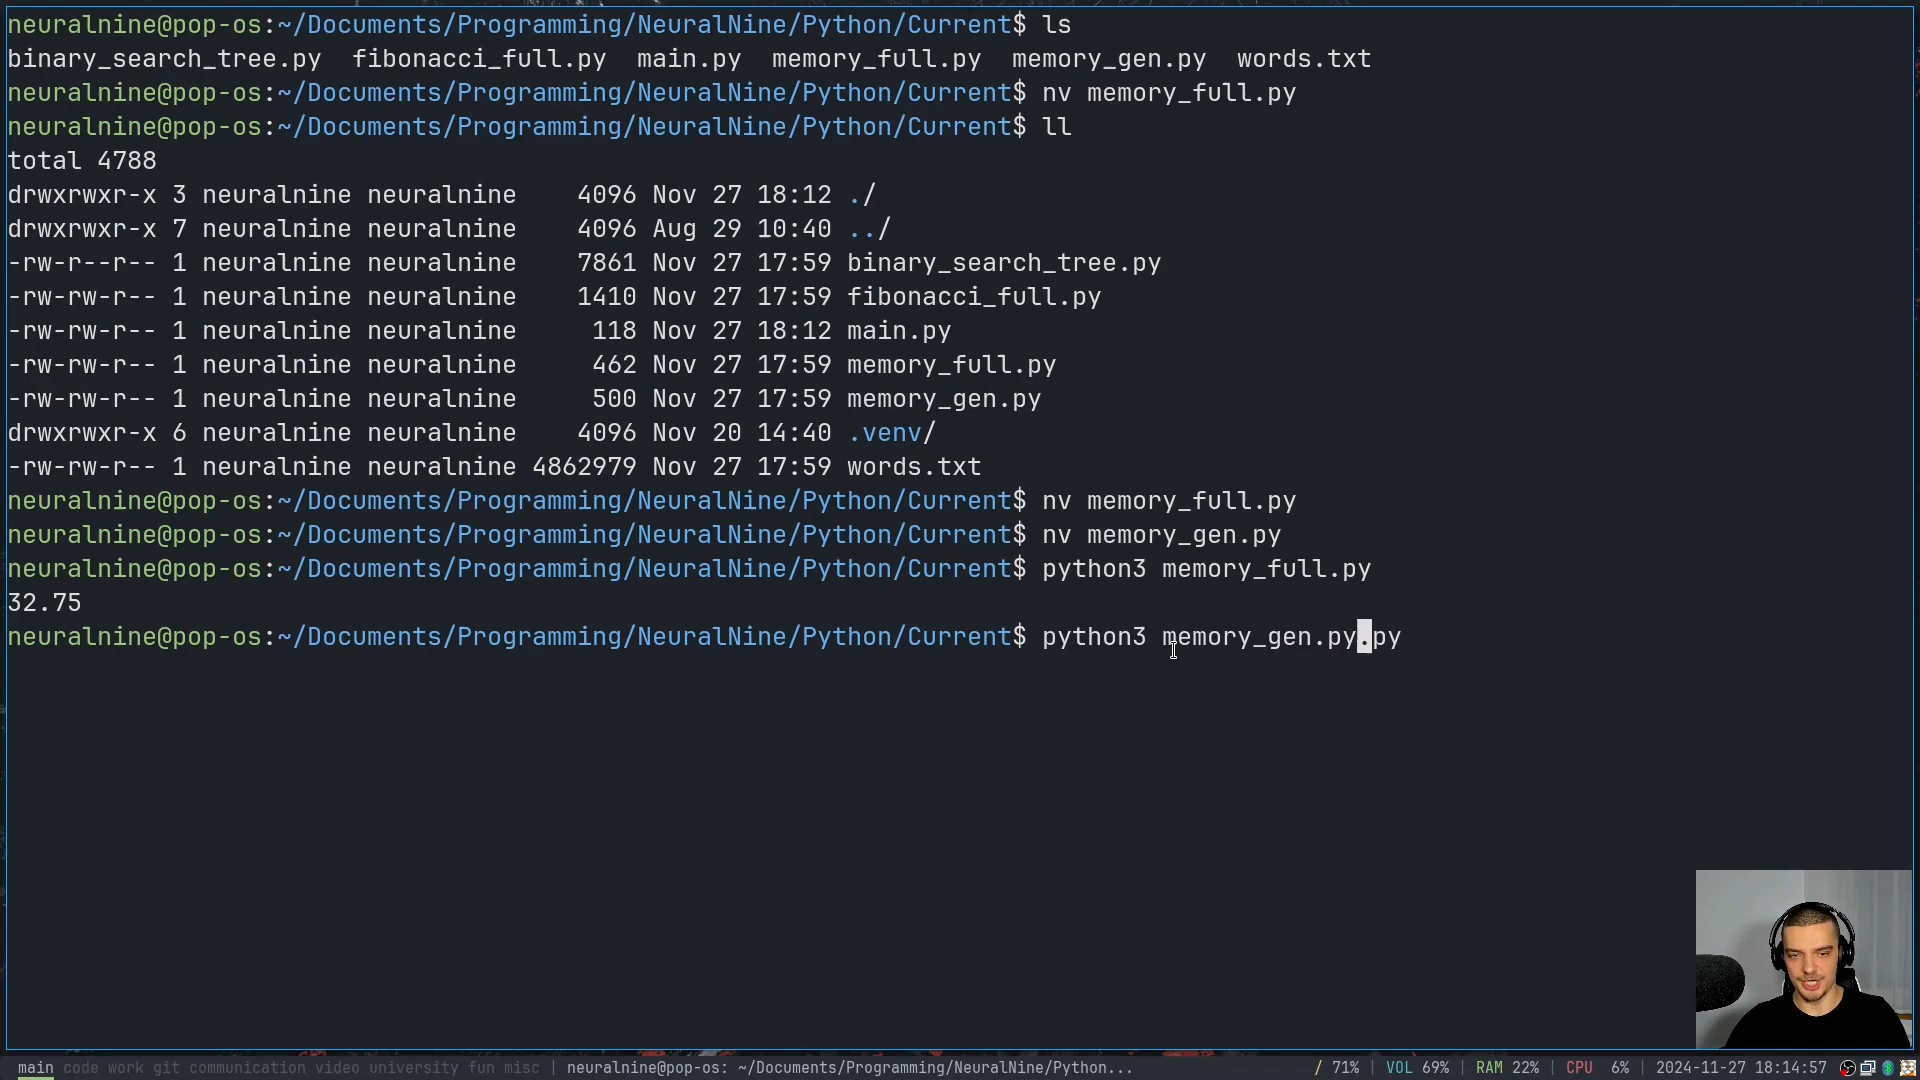 neuralnine@pop-os:~/Documents/Programming/NeuralNine/Python/Current$ ls
binary_search_tree.py  fibonacci_full.py  main.py  memory_full.py  memory_gen.py  words.txt
neuralnine@pop-os:~/Documents/Programming/NeuralNine/Python/Current$ nv memory_full.py
neuralnine@pop-os:~/Documents/Programming/NeuralNine/Python/Current$ ll
total 4788
drwxrwxr-x 3 neuralnine neuralnine    4096 Nov 27 18:12 ./
drwxrwxr-x 7 neuralnine neuralnine    4096 Aug 29 10:40 ../
-rw-r--r-- 1 neuralnine neuralnine    7861 Nov 27 17:59 binary_search_tree.py
-rw-rw-r-- 1 neuralnine neuralnine    1410 Nov 27 17:59 fibonacci_full.py
-rw-rw-r-- 1 neuralnine neuralnine     118 Nov 27 18:12 main.py
-rw-rw-r-- 1 neuralnine neuralnine     462 Nov 27 17:59 memory_full.py
-rw-rw-r-- 1 neuralnine neuralnine     500 Nov 27 17:59 memory_gen.py
drwxrwxr-x 6 neuralnine neuralnine    4096 Nov 20 14:40 .venv/
-rw-rw-r-- 1 neuralnine neuralnine 4862979 Nov 27 17:59 words.txt
neuralnine@pop-os:~/Documents/Programming/NeuralNine/Python/Current$ nv memory_full.py
neuralnine@pop-os:~/Documents/Programming/NeuralNine/Python/Current$ nv memory_gen.py
neuralnine@pop-os:~/Documents/Programming/NeuralNine/Python/Current$ python3 memory_full.py
32.75
neuralnine@pop-os:~/Documents/Programming/NeuralNine/Python/Current$ python3 memory_gen.py.py
main code work git communication video university fun misc | neuralnine@pop-os: ~/Documents/Programming/NeuralNine/Python... / 71% | VOL 69% | RAM 22% | CPU 6% | 2024-11-27 18:14:57